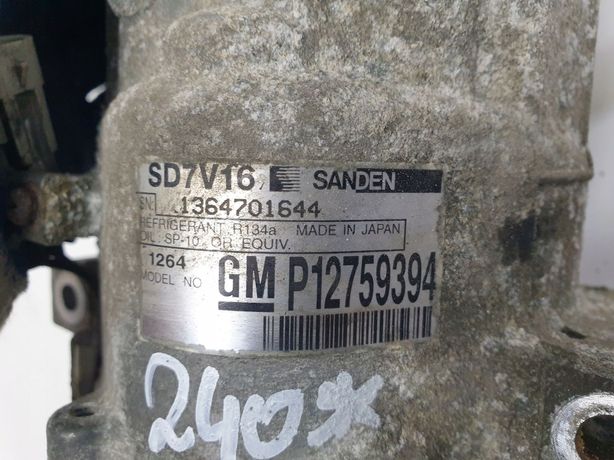 SD7V16 SANDEN
SN. 1364701644
REFRIGERANT R134a MADE IN JAPAN
OIL SP-10 OR EQUIV.
1264
MODEL NO
GM P12759394
240